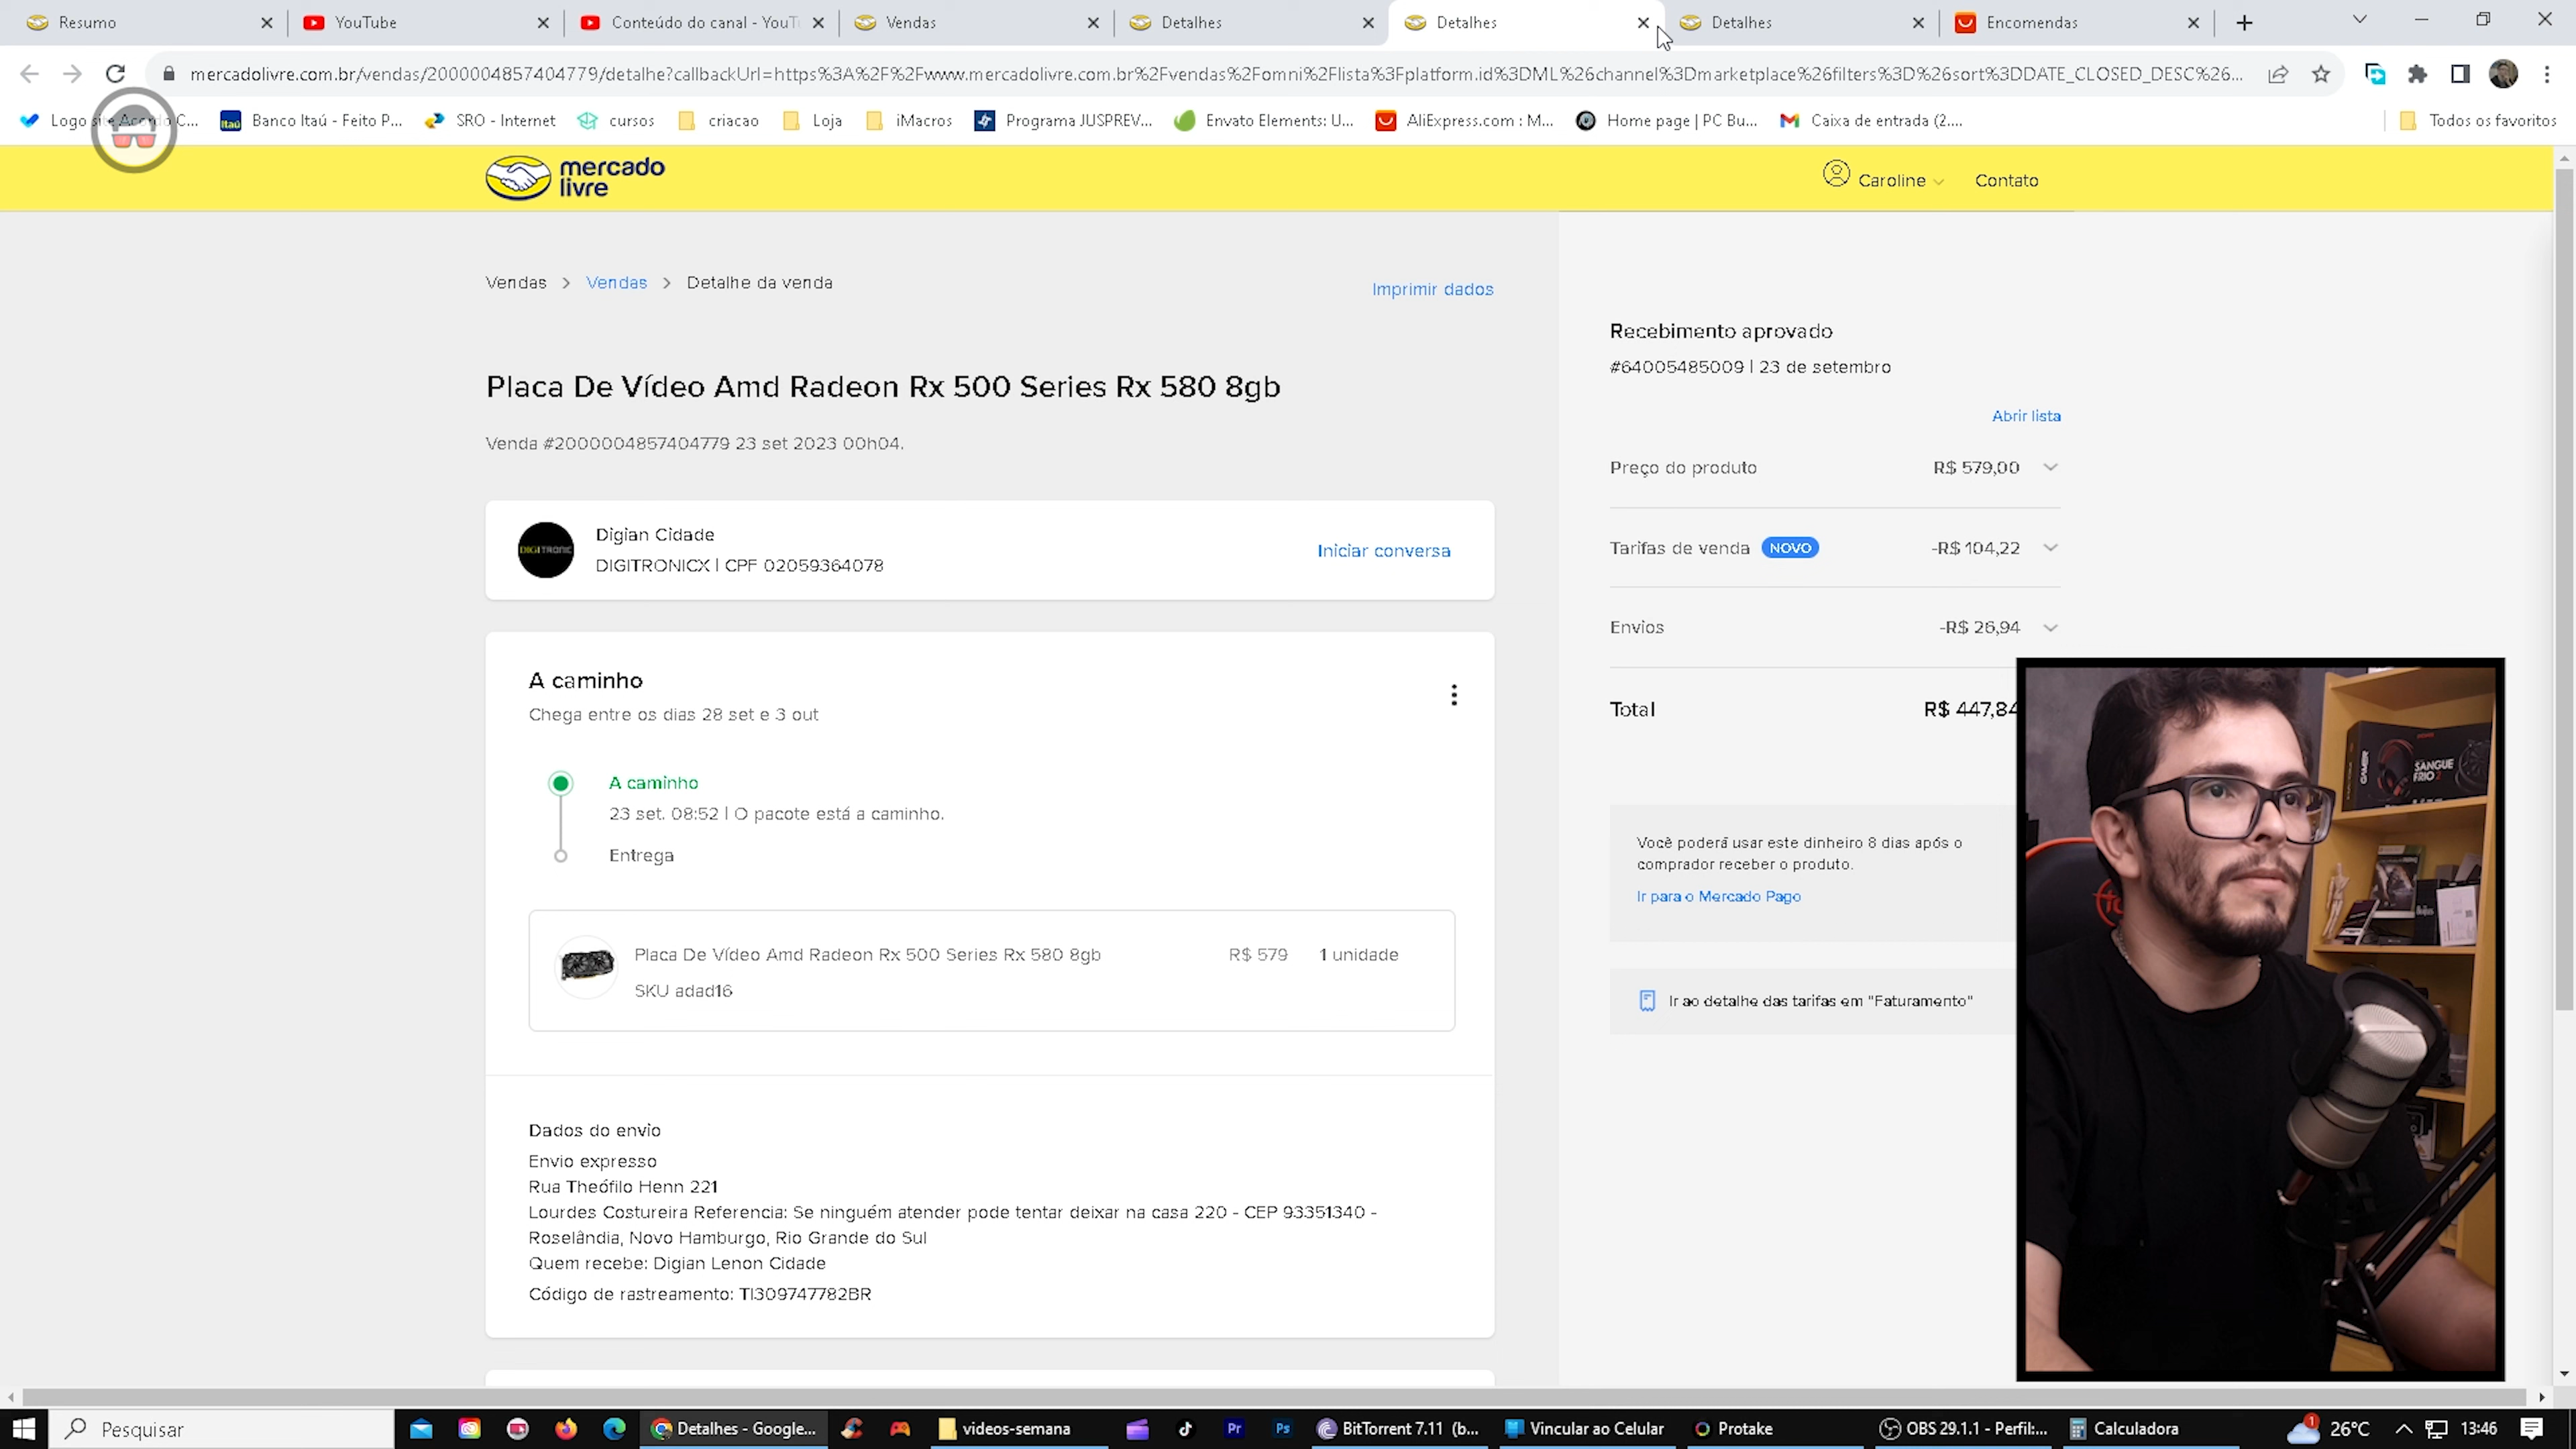 Resumo
YouTube
Conteúdo do canal - YouT
Vendas
Detalhes
Detalhes
Detalhes
Encomendas
mercadolivre.com.br/vendas/2000004857404779/detalhe?callbackUrl=https%3A%2F%2Fwww.mercadolivre.com.br%2Fvendas%2Fomni%2Flista%3Fplatform.id%3DML%26channel%3Dmarketplace%26filters%3D%26sort%3DDATE_CLOSED_DESC%26...
Logo site Acordo C...
Banco Itaú - Feito P...
SRO - Internet
cursos
criacao
Loja
iMacros
Programa JUSPREV...
Envato Elements: U...
AliExpress.com : M...
Home page | PC Bu...
Caixa de entrada (2....
Todos os favoritos
mercado
livre
Caroline
Contato
Vendas > Vendas > Detalhe da venda
Imprimir dados
Placa De Vídeo Amd Radeon Rx 500 Series Rx 580 8gb
Venda #2000004857404779 23 set 2023 00h04.
DIGITRONIC
Digian Cidade
DIGITRONICX | CPF 02059364078
Iniciar conversa
A caminho
Chega entre os dias 28 set e 3 out
A caminho
23 set. 08:52 | O pacote está a caminho.
Entrega
Placa De Vídeo Amd Radeon Rx 500 Series Rx 580 8gb R$ 579 1 unidade
SKU adad16
Dados do envio
Envio expresso
Rua Theófilo Henn 221
Lourdes Costureira Referencia: Se ninguém atender pode tentar deixar na casa 220 - CEP 93351340 -
Roselândia, Novo Hamburgo, Rio Grande do Sul
Quem recebe: Digian Lenon Cidade
Código de rastreamento: TI309747782BR
Recebimento aprovado
#64005485009 | 23 de setembro
Abrir lista
Preço do produto R$ 579,00
Tarifas de venda NOVO -R$ 104,22
Envios -R$ 26,94
Total R$ 447,84
Você poderá usar este dinheiro 8 dias após o
comprador receber o produto.
Ir para o Mercado Pago
Ir ao detalhe das tarifas em "Faturamento"
GAMER
SANGUE
FRIO 2
Pesquisar
Detalhes - Google...
videos-semana
Pr
Ps
BitTorrent 7.11 (b...
Vincular ao Celular
Protake
OBS 29.1.1 - Perfil:...
Calculadora
1
26°C
13:46